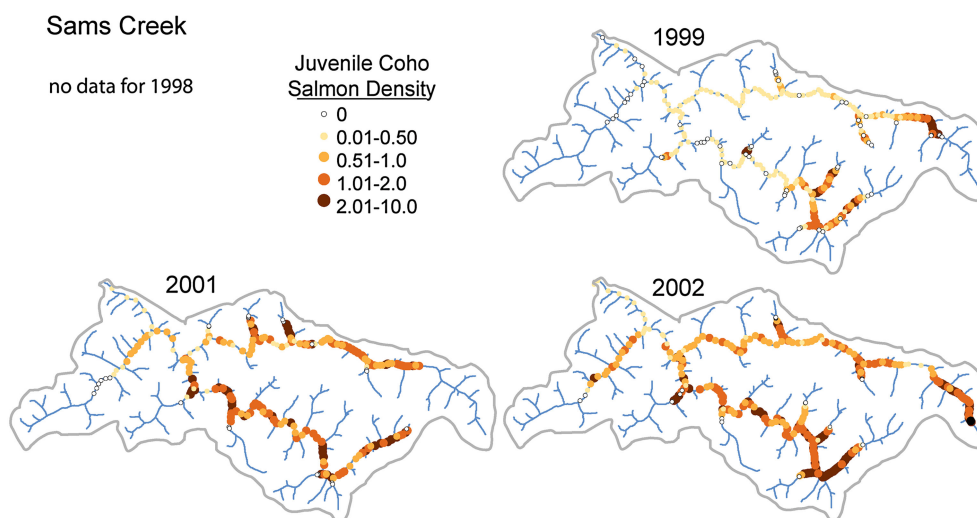 Sams Creek
no data for 1998
Juvenile Coho
Salmon Density
0
0.01-0.50
0.51-1.0
1.01-2.0
2.01-10.0
1999
2001
2002